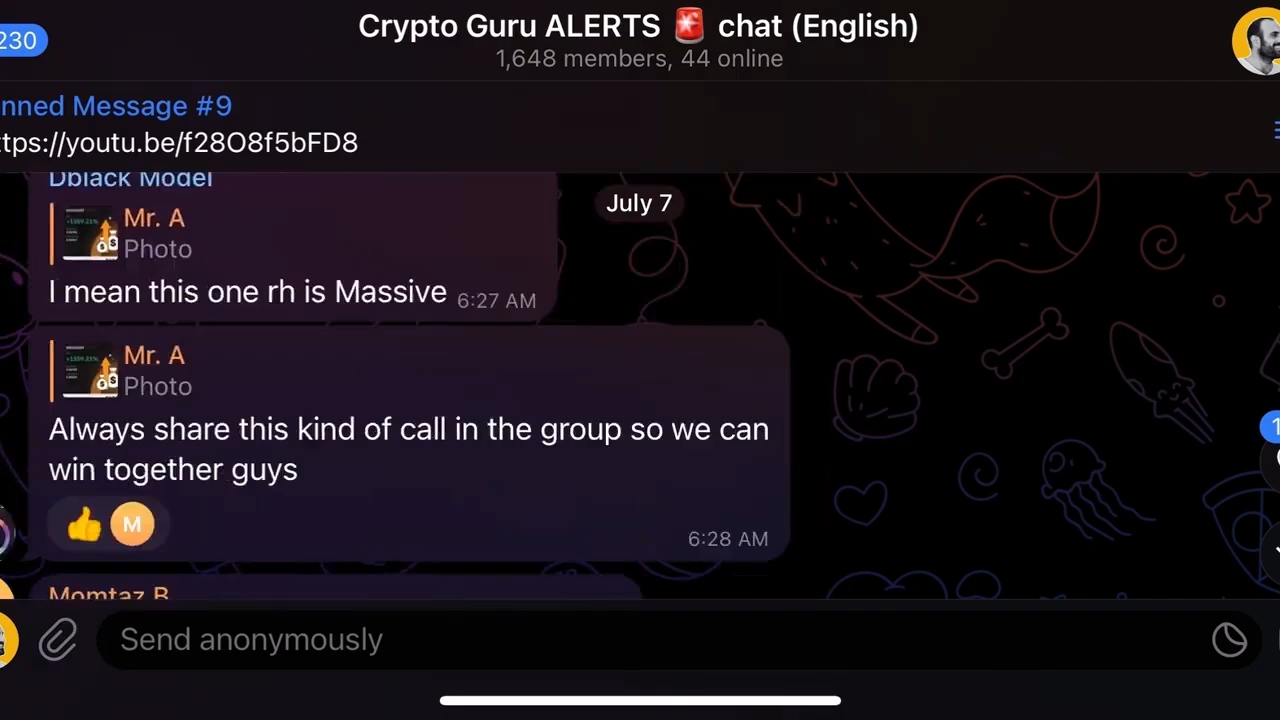 Crypto Guru ALERTS 🚨 chat (English)
230
1,648 members, 44 online
nned Message #9
ttps://youtu.be/f28O8f5bFD8
Dblack Model
July 7
Mr. A
Photo
I mean this one rh is Massive 6:27 AM
Mr. A
Photo
Always share this kind of call in the group so we can
win together guys
👍 M
6:28 AM
Momtaz B
Send anonymously